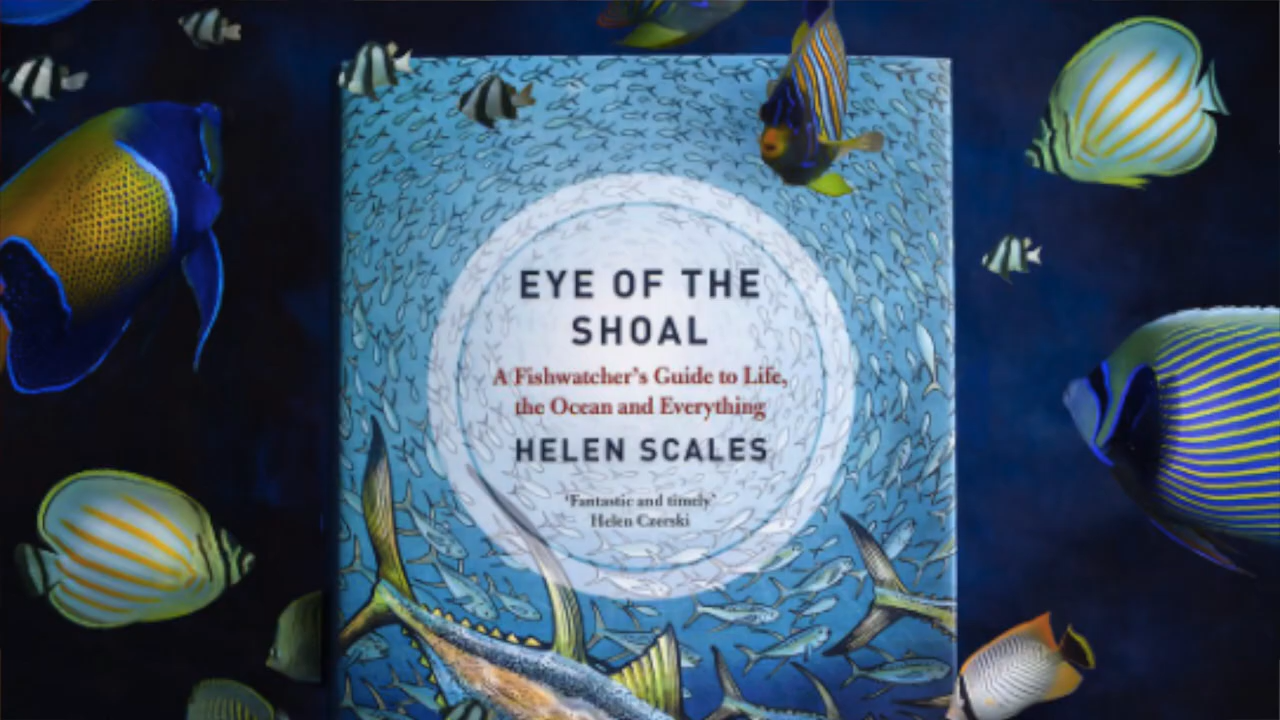 EYE OF THE
SHOAL
A Fishwatcher's Guide to Life,
the Ocean and Everything
HELEN SCALES
'Fantastic and timely'
Helen Czerski